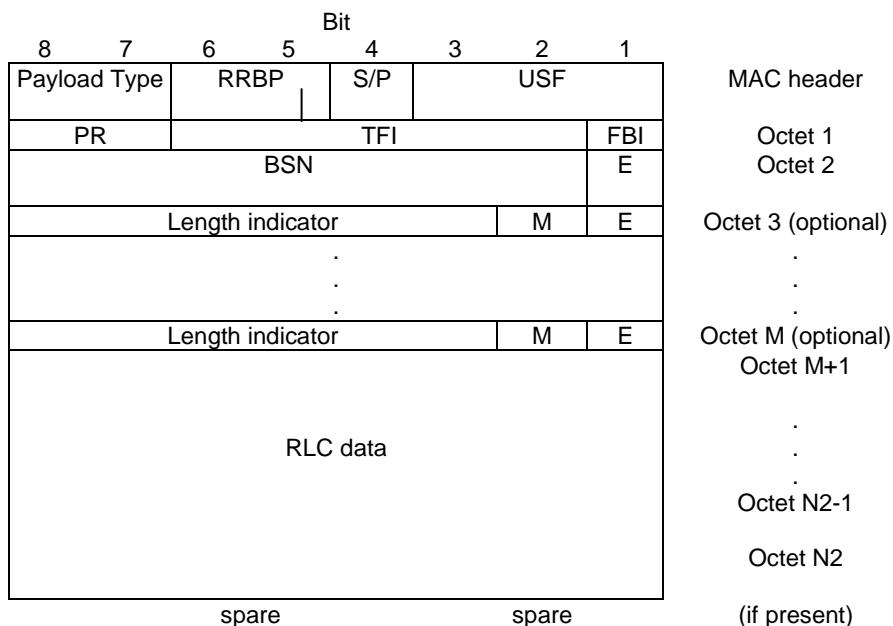 Bit
8 7 6 5 4 3 2 1
Payload Type RRBP S/P USF MAC header
PR TFI FBI Octet 1
BSN E Octet 2
Length indicator M E Octet 3 (optional)
. .
. .
. .
Length indicator M E Octet M (optional)
Octet M+1
.
RLC data .
.
Octet N2-1
Octet N2
spare spare (if present)